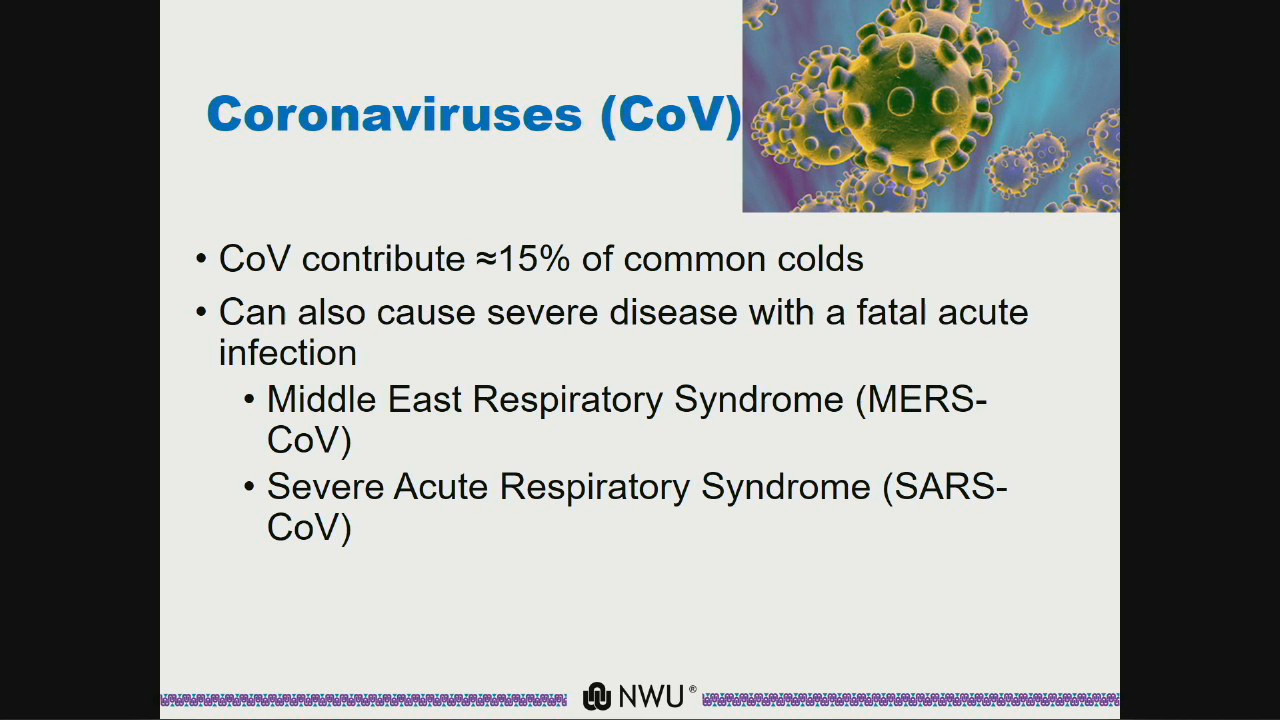 Coronaviruses (CoV)
• CoV contribute ≈15% of common colds
• Can also cause severe disease with a fatal acute
infection
• Middle East Respiratory Syndrome (MERS-
CoV)
• Severe Acute Respiratory Syndrome (SARS-
CoV)
NWU®